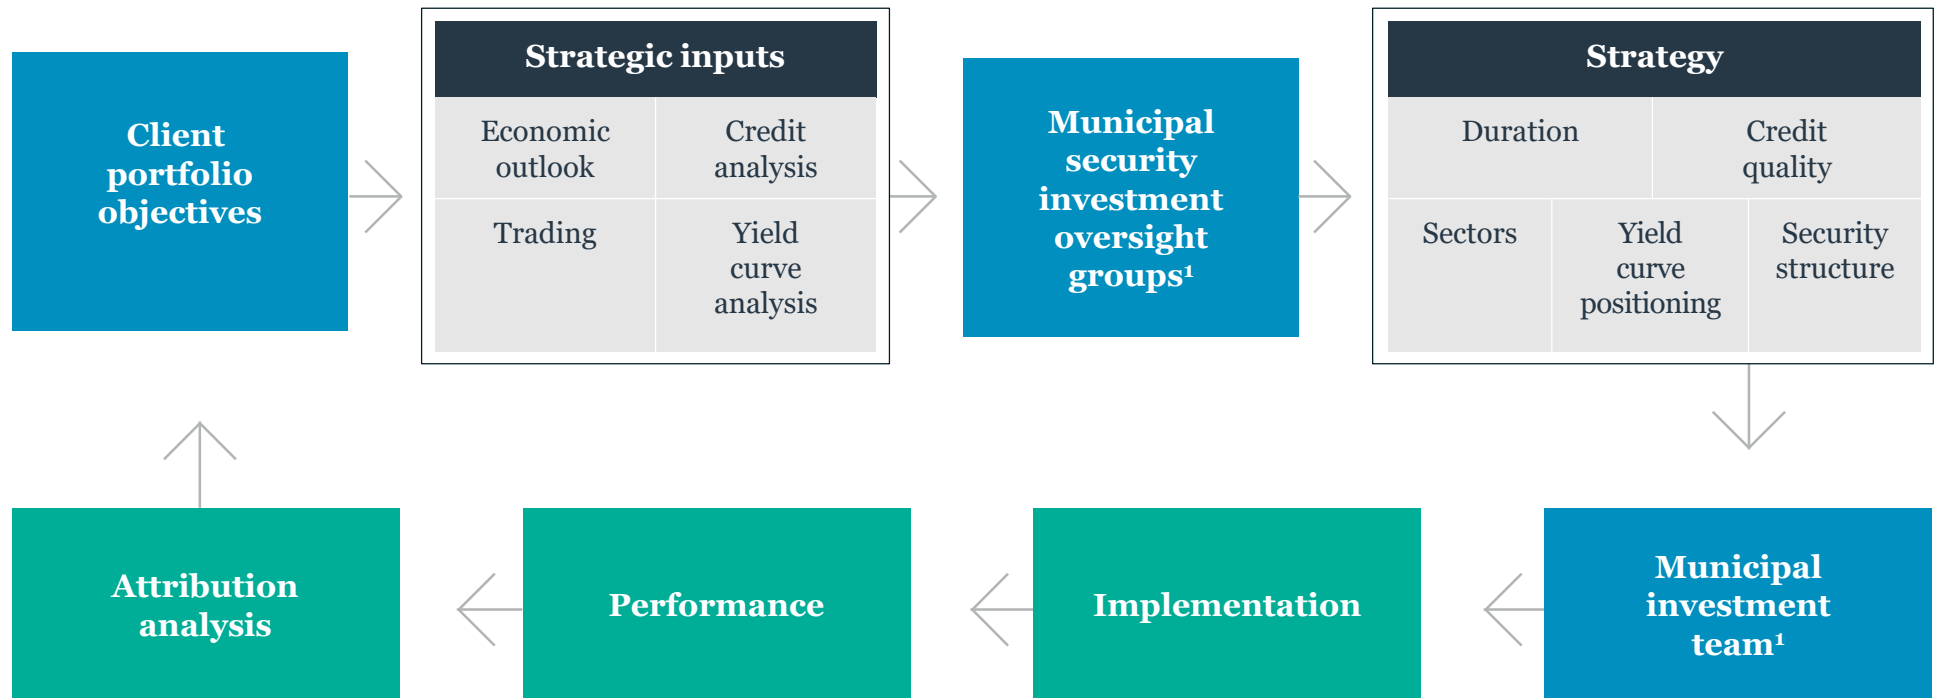 Client
portfolio
objectives
Strategic inputs
Economic
outlook
Credit
analysis
Trading
Yield
curve
analysis
Municipal
security
investment
oversight
groups¹
Strategy
Duration
Credit
quality
Sectors
Yield
curve
positioning
Security
structure
Municipal
investment
team¹
Implementation
Performance
Attribution
analysis